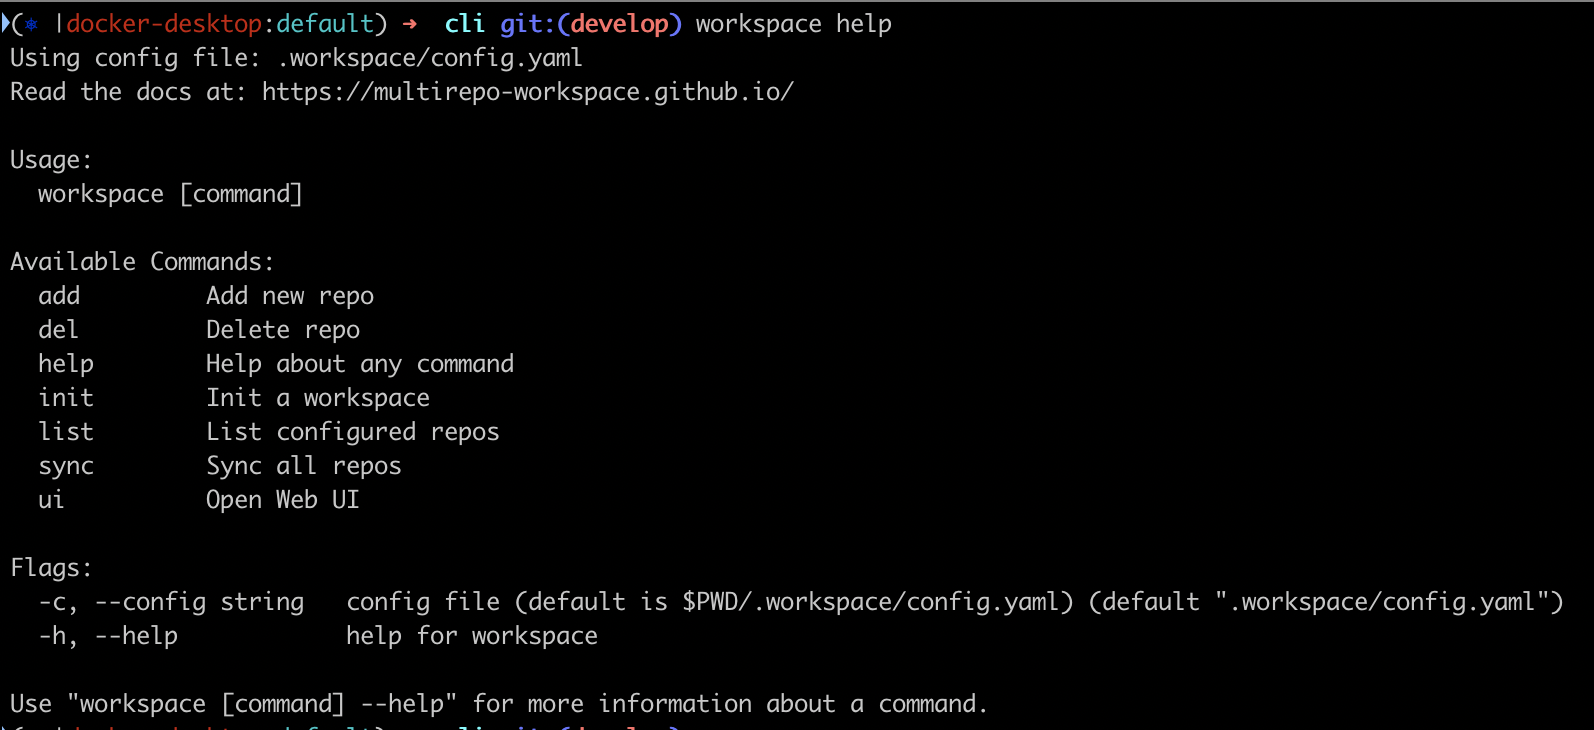 (⎈ |docker-desktop:default) ➜  cli git:(develop) workspace help
Using config file: .workspace/config.yaml
Read the docs at: https://multirepo-workspace.github.io/

Usage:
  workspace [command]

Available Commands:
  add         Add new repo
  del         Delete repo
  help        Help about any command
  init        Init a workspace
  list        List configured repos
  sync        Sync all repos
  ui          Open Web UI

Flags:
  -c, --config string   config file (default is $PWD/.workspace/config.yaml) (default ".workspace/config.yaml")
  -h, --help            help for workspace

Use "workspace [command] --help" for more information about a command.